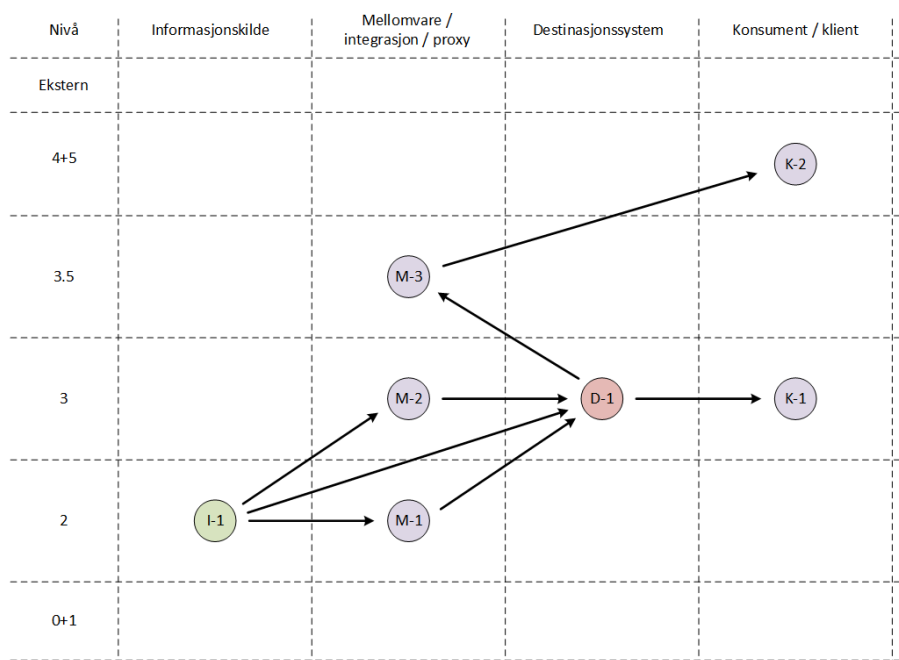 Nivå
Informasjonskilde
Mellomvare /
integrasjon / proxy
Destinasjonssystem
Konsument / klient
Ekstern
4+5
K-2
3.5
M-3
3
M-2
D-1
K-1
2
I-1
M-1
0+1